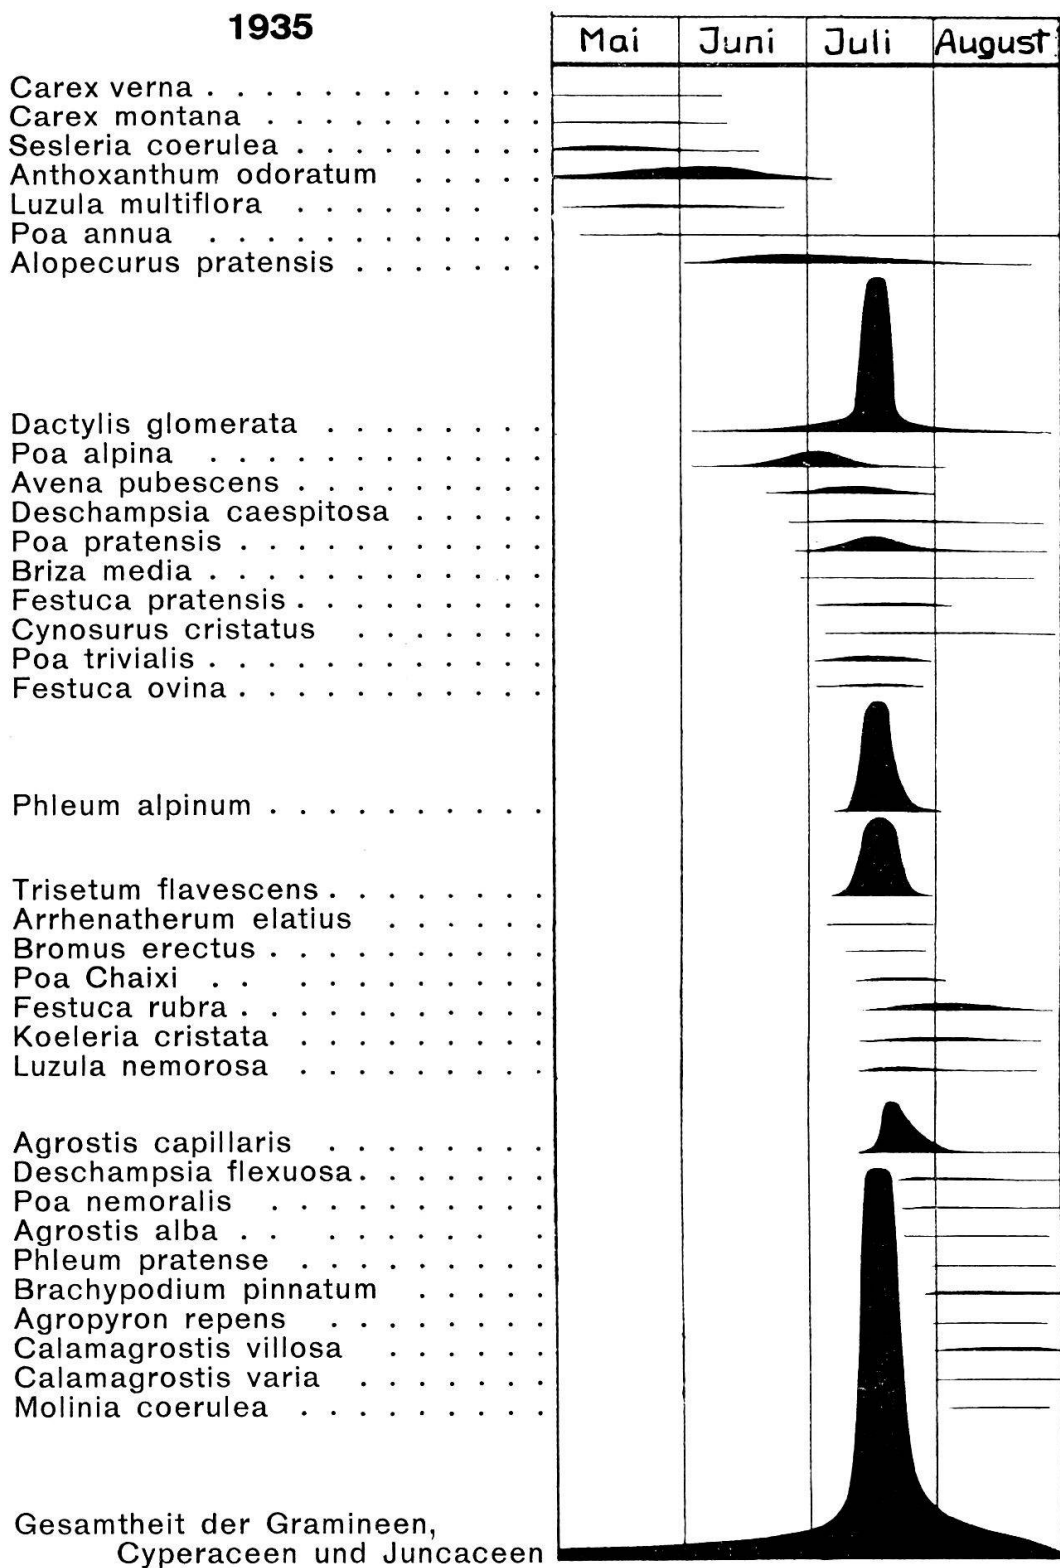 1935
Mai Juni Juli August
Carex verna . . . . . . . . . . . .
Carex montana . . . . . . . . . .
Sesleria coerulea . . . . . . . . .
Anthoxanthum odoratum . . . . .
Luzula multiflora . . . . . . . .
Poa annua . . . . . . . . . . . .
Alopecurus pratensis . . . . . . .
Dactylis glomerata . . . . . . . .
Poa alpina . . . . . . . . . . . .
Avena pubescens . . . . . . . . .
Deschampsia caespitosa . . . . .
Poa pratensis . . . . . . . . . . .
Briza media . . . . . . . . . . . .
Festuca pratensis . . . . . . . . .
Cynosurus cristatus . . . . . . .
Poa trivialis . . . . . . . . . . . .
Festuca ovina . . . . . . . . . . .
Phleum alpinum . . . . . . . . . .
Trisetum flavescens . . . . . . . .
Arrhenatherum elatius . . . . . .
Bromus erectus . . . . . . . . . .
Poa Chaixi . . . . . . . . . . .
Festuca rubra . . . . . . . . . . .
Koeleria cristata . . . . . . . . .
Luzula nemorosa . . . . . . . . .
Agrostis capillaris . . . . . . . .
Deschampsia flexuosa . . . . . . .
Poa nemoralis . . . . . . . . . .
Agrostis alba . . . . . . . . . .
Phleum pratense . . . . . . . . .
Brachypodium pinnatum . . . . .
Agropyron repens . . . . . . . .
Calamagrostis villosa . . . . . .
Calamagrostis varia . . . . . . .
Molinia coerulea . . . . . . . . .
Gesamtheit der Gramineen,
Cyperaceen und Juncaceen